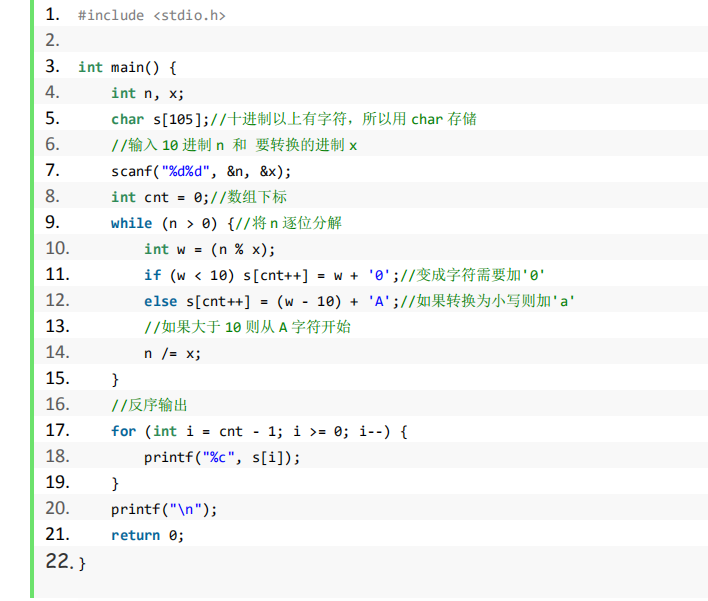 1. #include <stdio.h>
2.
3. int main() {
4.     int n, x;
5.     char s[105];//十进制以上有字符，所以用 char 存储
6.     //输入 10 进制 n 和 要转换的进制 x
7.     scanf("%d%d", &n, &x);
8.     int cnt = 0;//数组下标
9.     while (n > 0) {//将 n 逐位分解
10.         int w = (n % x);
11.         if (w < 10) s[cnt++] = w + '0';//变成字符需要加'0'
12.         else s[cnt++] = (w - 10) + 'A';//如果转换为小写则加'a'
13.         //如果大于 10 则从 A 字符开始
14.         n /= x;
15.     }
16.     //反序输出
17.     for (int i = cnt - 1; i >= 0; i--) {
18.         printf("%c", s[i]);
19.     }
20.     printf("\n");
21.     return 0;
22. }